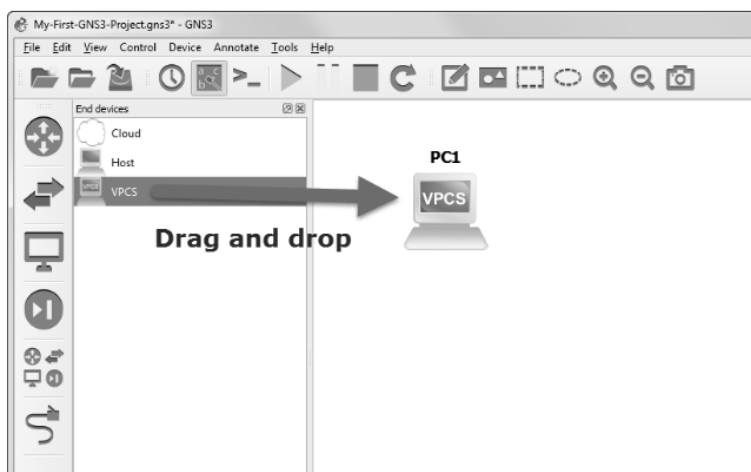 My-First-GNS3-Project.gns3* - GNS3
File Edit View Control Device Annotate Tools Help
End devices
Cloud
Host
VPCS
VPCS
Drag and drop
PC1
VPCS